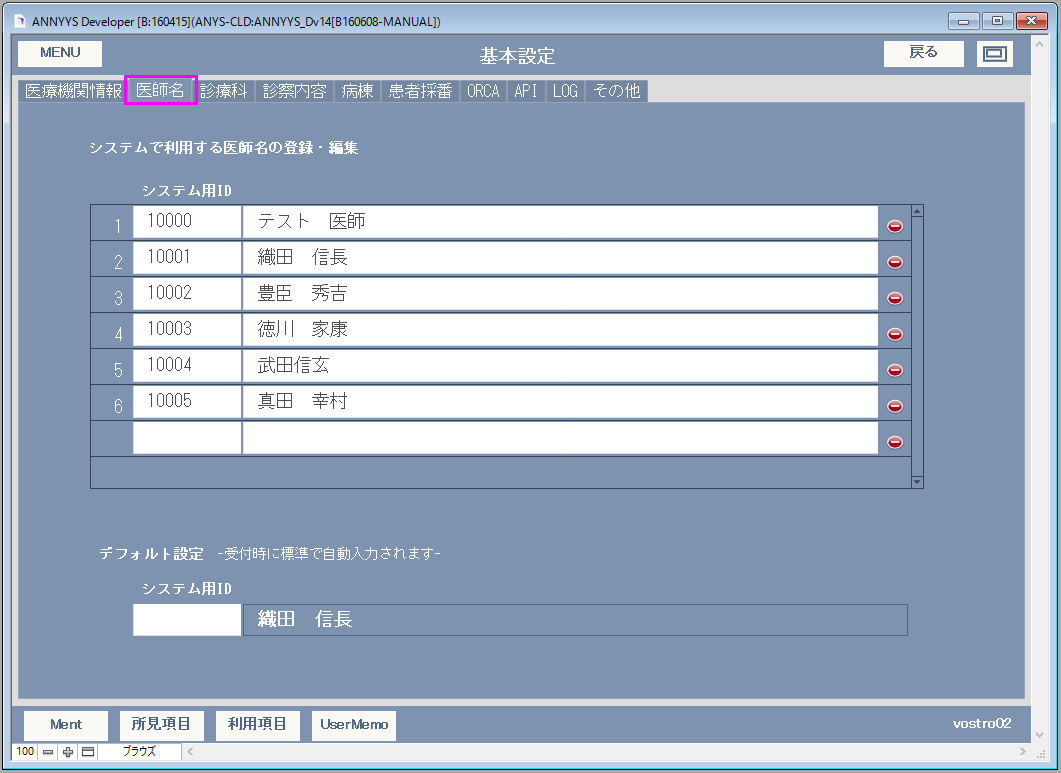 ANNYYS Developer [B:160415](ANYS-CLD:ANNYYS_Dv14[B160608-MANUAL])
MENU 基本設定 戻る
医療機関情報 医師名 診療科 診察内容 病棟 患者採番 ORCA API LOG その他
システムで利用する医師名の登録・編集
システム用ID
1 10000 テスト　医師
2 10001 織田　信長
3 10002 豊臣　秀吉
4 10003 徳川　家康
5 10004 武田信玄
6 10005 真田　幸村
デフォルト設定 -受付時に標準で自動入力されます-
システム用ID
織田　信長
Ment 所見項目 利用項目 UserMemo vostro02
100 ブラウズ